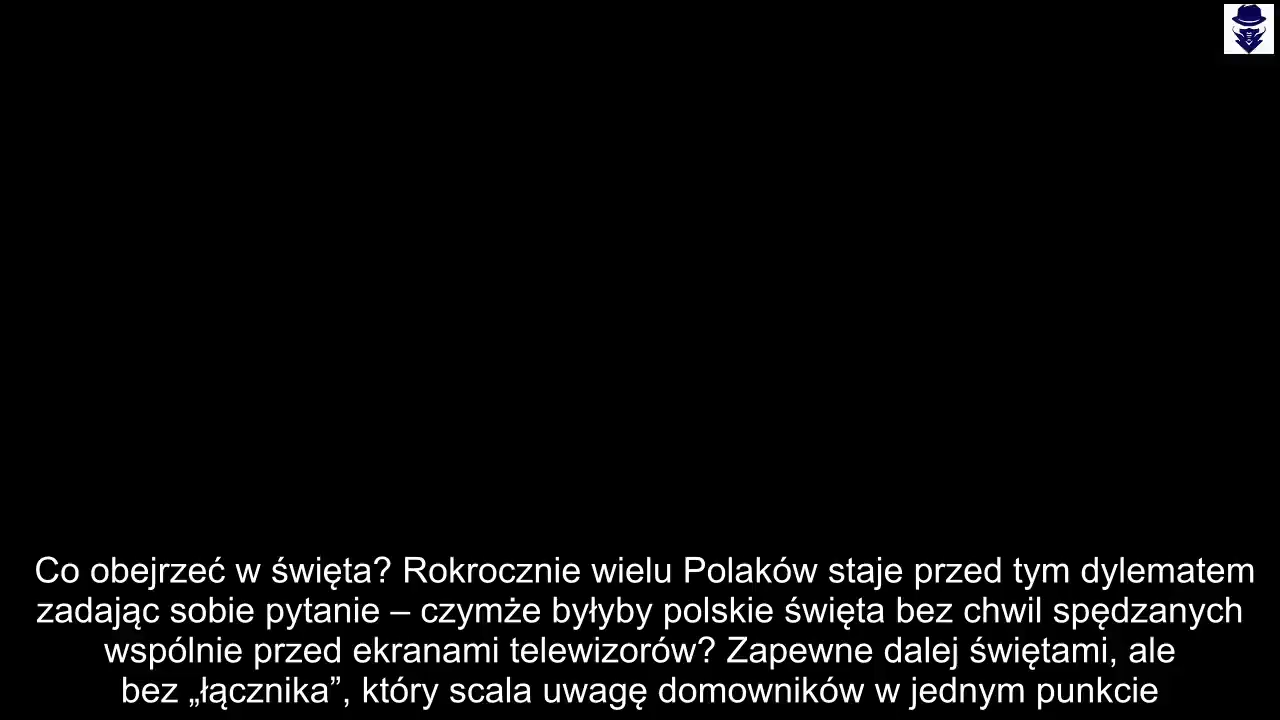 Co obejrzeć w święta? Rokrocznie wielu Polaków staje przed tym dylematem
zadając sobie pytanie – czymże byłyby polskie święta bez chwil spędzanych
wspólnie przed ekranami telewizorów? Zapewne dalej świętami, ale
bez „łącznika”, który scala uwagę domowników w jednym punkcie